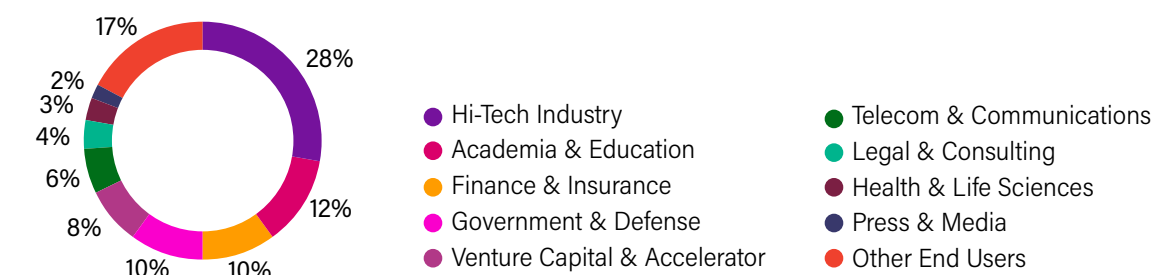 17%
28%
2%
3%
4%
6%
8%
10%
10%
12%
Hi-Tech Industry
Academia & Education
Finance & Insurance
Government & Defense
Venture Capital & Accelerator
Telecom & Communications
Legal & Consulting
Health & Life Sciences
Press & Media
Other End Users